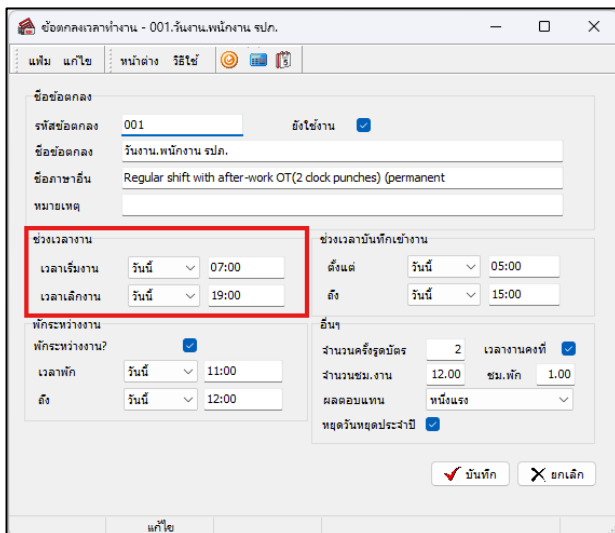 ข้อตกลงเวลาทำงาน - 001.วันงาน.พนักงาน รปภ.
แฟ้ม แก้ไข หน้าต่าง วิธีใช้ 5
ชื่อข้อตกลง
รหัสข้อตกลง 001 ยังใช้งาน
ชื่อข้อตกลง วันงาน.พนักงาน รปภ.
ชื่อภาษาอื่น Regular shift with after-work OT(2 clock punches) (permanent
หมายเหตุ
ช่วงเวลางาน ช่วงเวลาบันทึกเข้างาน
เวลาเริ่มงาน วันนี้ 07:00 ตั้งแต่ วันนี้ 05:00
เวลาเลิกงาน วันนี้ 19:00 ถึง วันนี้ 15:00
พักระหว่างงาน อื่นๆ
พักระหว่างงาน? จำนวนครั้งรูดบัตร 2 เวลางานคงที่
เวลาพัก วันนี้ 11:00 จำนวนชม.งาน 12.00 ชม.พัก 1.00
ถึง วันนี้ 12:00 ผลตอบแทน หนึ่งแรง
หยุดวันหยุดประจำปี
บันทึก ยกเลิก
แก้ไข